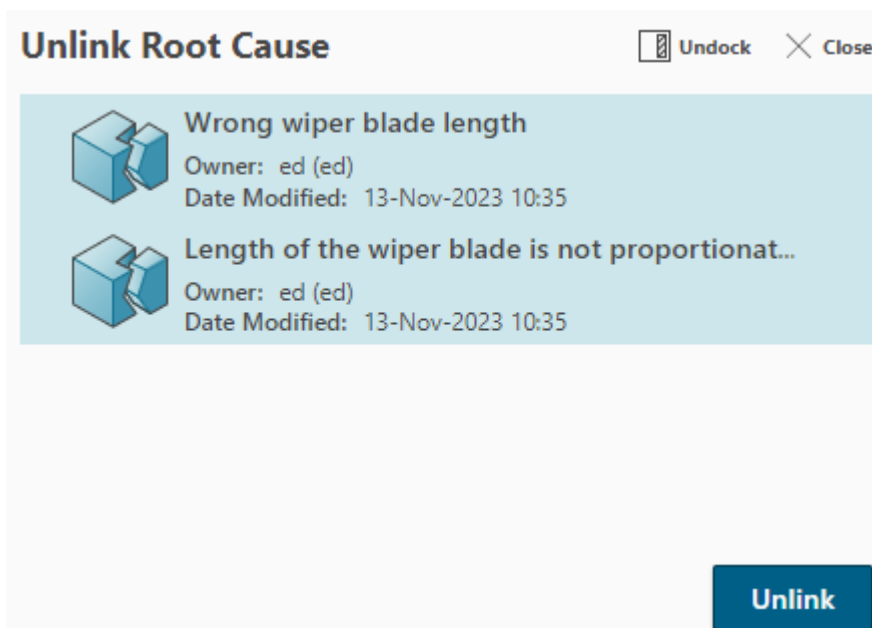 Unlink Root Cause
Undock
Close
Wrong wiper blade length
Owner: ed (ed)
Date Modified: 13-Nov-2023 10:35
Length of the wiper blade is not proportionat...
Owner: ed (ed)
Date Modified: 13-Nov-2023 10:35
Unlink